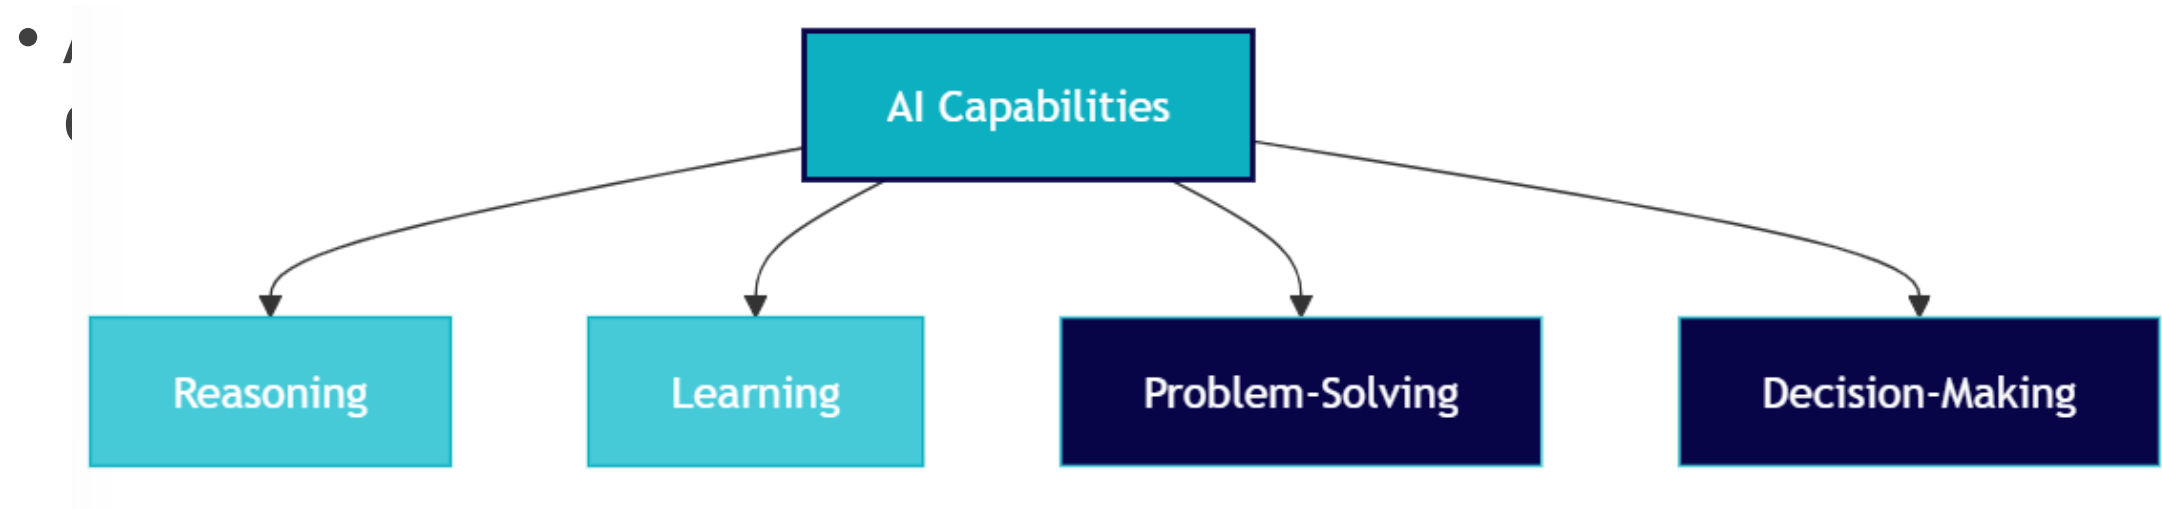 AI Capabilities
Reasoning
Learning
Problem-Solving
Decision-Making